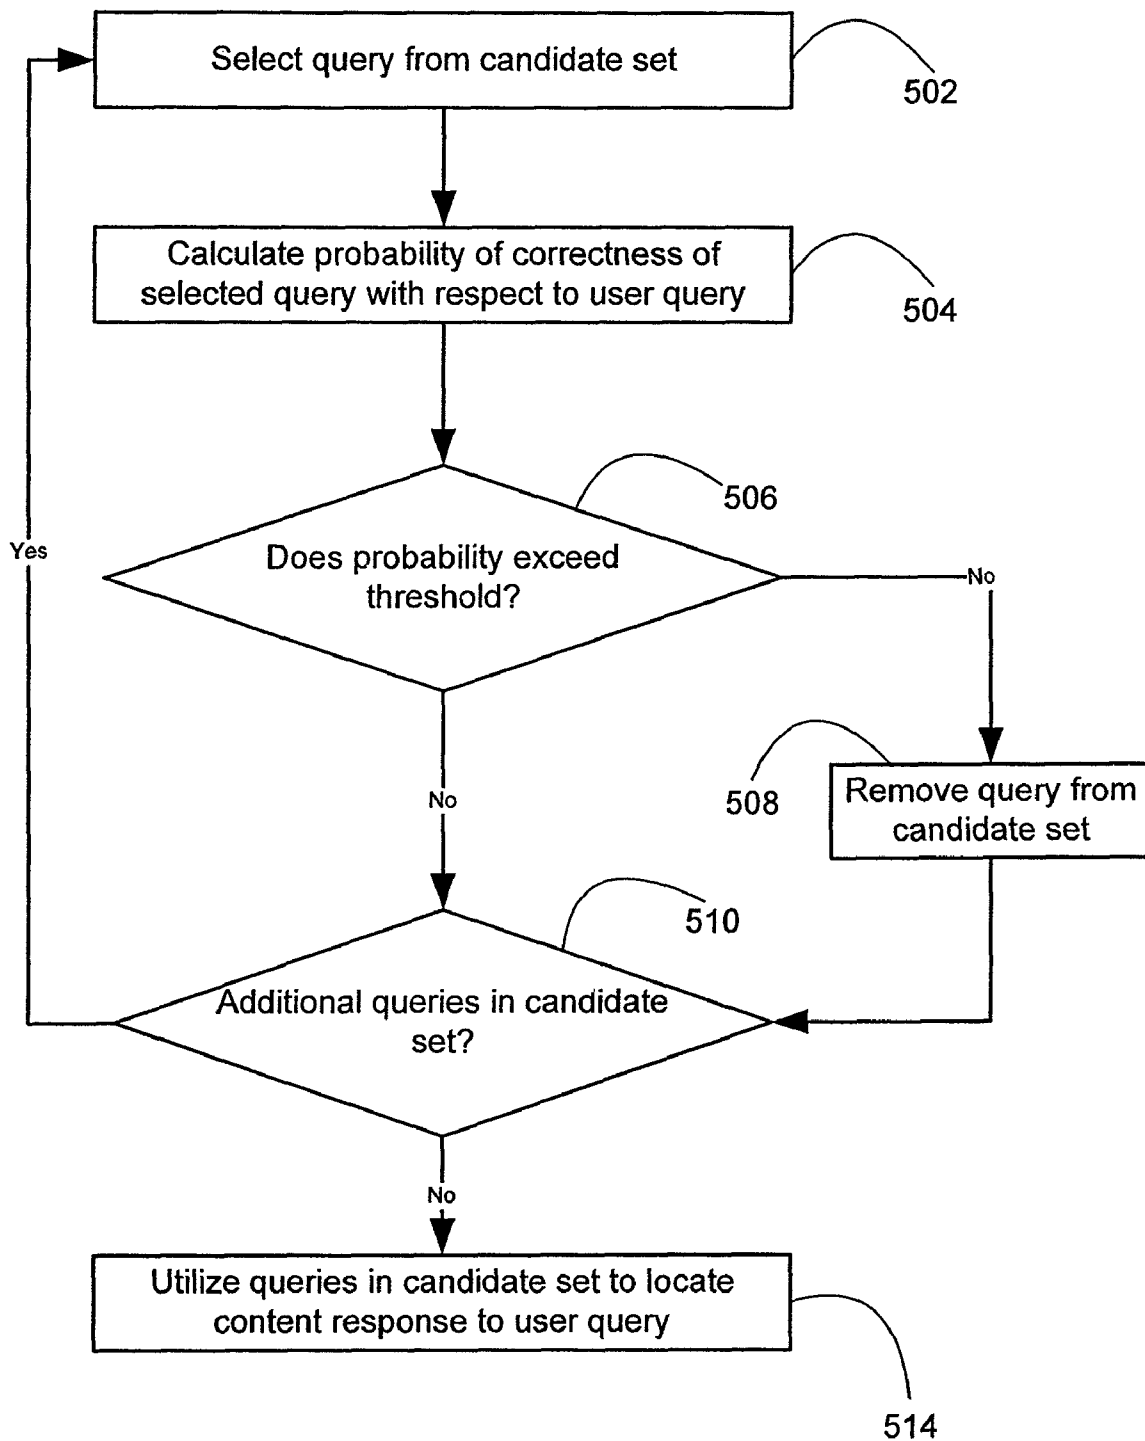 Select query from candidate set
502
Calculate probability of correctness of
selected query with respect to user query
504
506
Yes
Does probability exceed
threshold?
No
508
Remove query from
candidate set
No
510
Additional queries in candidate
set?
No
Utilize queries in candidate set to locate
content response to user query
514